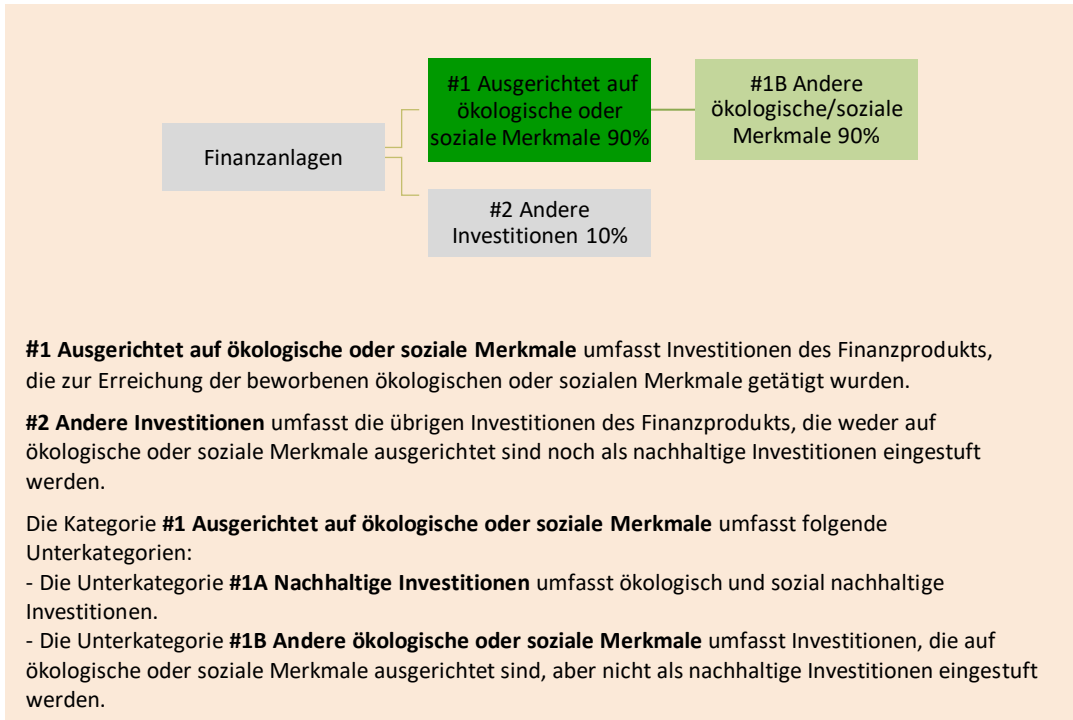 #1 Ausgerichtet auf
ökologische oder
soziale Merkmale 90%
#1B Andere
ökologische/soziale
Merkmale 90%
Finanzanlagen
#2 Andere
Investitionen 10%
#1 Ausgerichtet auf ökologische oder soziale Merkmale umfasst Investitionen des Finanzprodukts,
die zur Erreichung der beworbenen ökologischen oder sozialen Merkmale getätigt wurden.
#2 Andere Investitionen umfasst die übrigen Investitionen des Finanzprodukts, die weder auf
ökologische oder soziale Merkmale ausgerichtet sind noch als nachhaltige Investitionen eingestuft
werden.
Die Kategorie #1 Ausgerichtet auf ökologische oder soziale Merkmale umfasst folgende
Unterkategorien:
- Die Unterkategorie #1A Nachhaltige Investitionen umfasst ökologisch und sozial nachhaltige
Investitionen.
- Die Unterkategorie #1B Andere ökologische oder soziale Merkmale umfasst Investitionen, die auf
ökologische oder soziale Merkmale ausgerichtet sind, aber nicht als nachhaltige Investitionen eingestuft
werden.